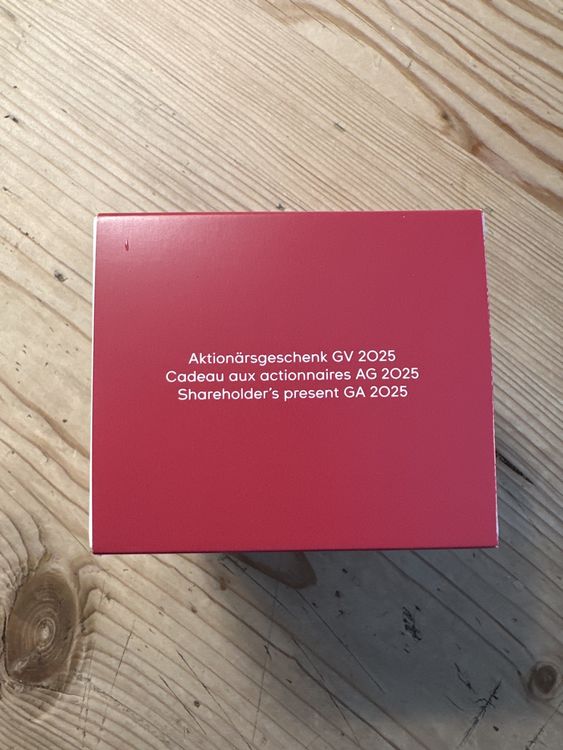 Aktionärsgeschenk GV 2025
Cadeau aux actionnaires AG 2025
Shareholder's present GA 2025